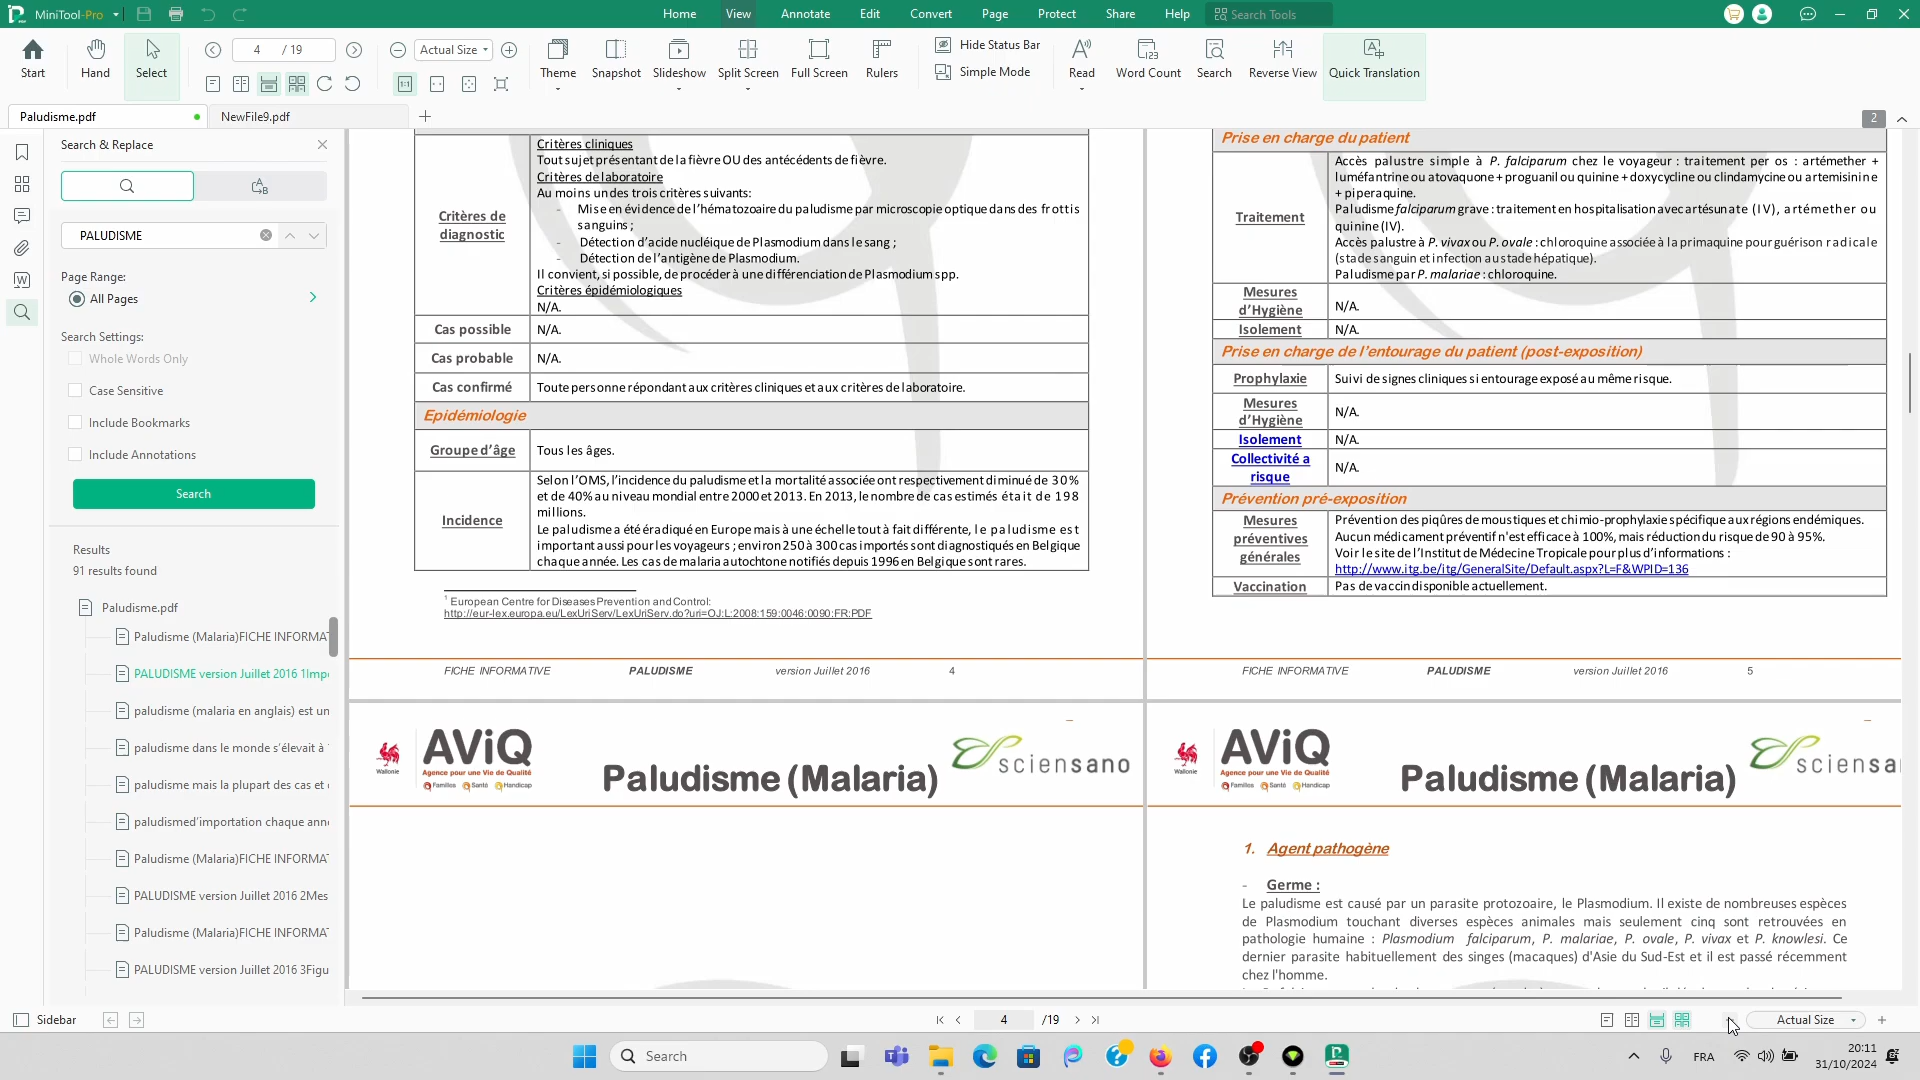 MiniTool-Pro
Home View Annotate Edit Convert Page Protect Share Help Search Tools
Start Hand Select 4 / 19 Actual Size Theme Snapshot Slideshow Split Screen Full Screen Rulers Hide Status Bar Simple Mode Read Word Count Search Reverse View Quick Translation
Paludisme.pdf NewFile9.pdf 2
Search & Replace
PALUDISME
Page Range:
All Pages
Search Settings:
Whole Words Only
Case Sensitive
Include Bookmarks
Include Annotations
Search
Results
91 results found
Paludisme.pdf
Paludisme (Malaria)FICHE INFORMAT
PALUDISME version Juillet 2016 1Impo
paludisme (malaria en anglais) est un
paludisme dans le monde s'élevait à
paludisme mais la plupart des cas et
paludismed'importation chaque anné
Paludisme (Malaria)FICHE INFORMAT
PALUDISME version Juillet 2016 2Mes
Paludisme (Malaria)FICHE INFORMAT
PALUDISME version Juillet 2016 3Figu
Critères de diagnostic
Critères cliniques
Tout sujet présentant de la fièvre OU des antécédents de fièvre.
Critères de laboratoire
Au moins un des trois critères suivants:
- Mise en évidence de l'hématozoaire du paludisme par microscopie optique dans des frottis
sanguins ;
- Détection d'acide nucléique de Plasmodium dans le sang ;
- Détection de l'antigène de Plasmodium.
Il convient, si possible, de procéder à une différenciation de Plasmodium spp.
Critères épidémiologiques
N/A.
Cas possible N/A.
Cas probable N/A.
Cas confirmé Toute personne répondant aux critères cliniques et aux critères de laboratoire.
Epidémiologie
Groupe d'âge Tous les âges.
Incidence
Selon l'OMS, l'incidence du paludisme et la mortalité associée ont respectivement diminué de 30%
et de 40% au niveau mondial entre 2000 et 2013. En 2013, le nombre de cas estimés était de 198
millions.
Le paludisme a été éradiqué en Europe mais à une échelle tout à fait différente, le paludisme est
important aussi pour les voyageurs ; environ 250 à 300 cas importés sont diagnostiqués en Belgique
chaque année. Les cas de malaria autochtone notifiés depuis 1996 en Belgique sont rares.
1 European Centre for Diseases Prevention and Control:
http://eur-lex.europa.eu/LexUriServ/LexUriServ.do?uri=OJ:L:2008:159:0046:0090:FR:PDF
FICHE INFORMATIVE PALUDISME version Juillet 2016 4
Prise en charge du patient
Traitement
Accès palustre simple à P. falciparum chez le voyageur : traitement per os : artémether +
luméfantrine ou atovaquone + proguanil ou quinine + doxycycline ou clindamycine ou artemisinine
+ piperaquine.
Paludisme falciparum grave : traitement en hospitalisation avec artésunate (IV), artémether ou
quinine (IV).
Accès palustre à P. vivax ou P. ovale : chloroquine associée à la primaquine pour guérison radicale
(stade sanguin et infection au stade hépatique).
Paludisme par P. malariae : chloroquine.
Mesures d'Hygiène N/A.
Isolement N/A.
Prise en charge de l'entourage du patient (post-exposition)
Prophylaxie Suivi de signes cliniques si entourage exposé au même risque.
Mesures d'Hygiène N/A.
Isolement N/A.
Collectivité a risque N/A.
Prévention pré-exposition
Mesures préventives générales
Prévention des piqûres de moustiques et chimio-prophylaxie spécifique aux régions endémiques.
Aucun médicament préventif n'est efficace à 100%, mais réduction du risque de 90 à 95%.
Voir le site de l'Institut de Médecine Tropicale pour plus d'informations :
http://www.itg.be/itg/GeneralSite/Default.aspx?L=F&WPID=136
Vaccination Pas de vaccin disponible actuellement.
FICHE INFORMATIVE PALUDISME version Juillet 2016 5
Wallonie AViQ Agence pour une Vie de Qualité Familles Santé Handicap
Paludisme (Malaria)
sciensano
Wallonie AViQ Agence pour une Vie de Qualité Familles Santé Handicap
Paludisme (Malaria)
sciensa
1. Agent pathogène
- Germe :
Le paludisme est causé par un parasite protozoaire, le Plasmodium. Il existe de nombreuses espèces
de Plasmodium touchant diverses espèces animales mais seulement cinq sont retrouvées en
pathologie humaine : Plasmodium falciparum, P. malariae, P. ovale, P. vivax et P. knowlesi. Ce
dernier parasite habituellement des singes (macaques) d'Asie du Sud-Est et il est passé récemment
chez l'homme.
Sidebar 4 /19 Actual Size
Search FRA 20:11
31/10/2024